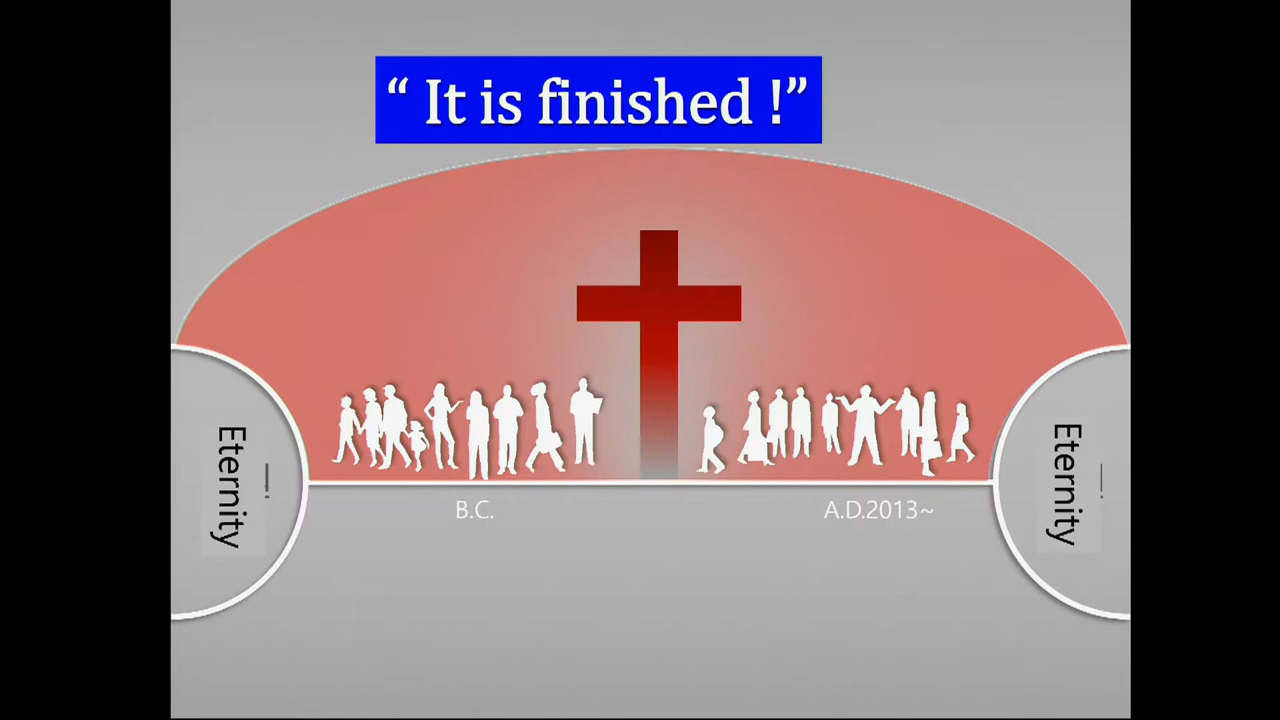 “ It is finished !”
Eternity
Eternity
B.C.
A.D.2013~